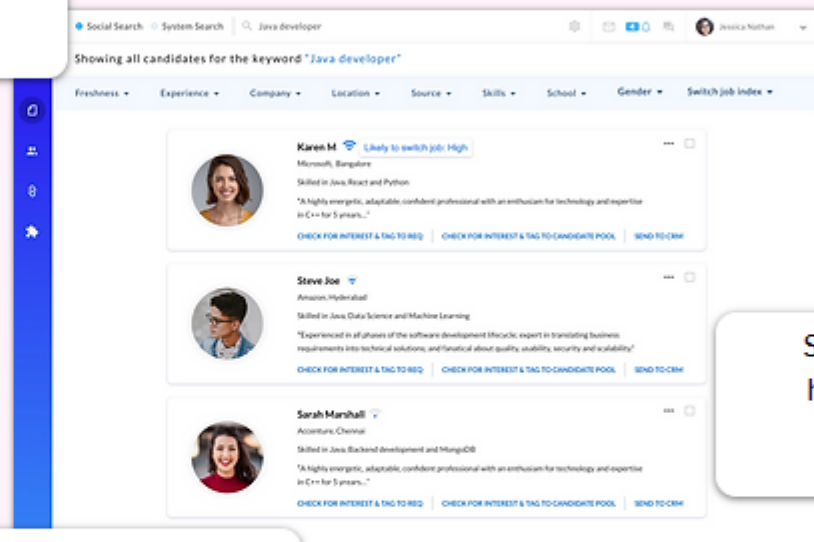 Social Search System Search Java developer 4 Jessica Nathan
Showing all candidates for the keyword "Java developer"
Freshness Experience Company Location Source Skills School Gender Switch job index
Karen M Likely to switch job: High
Microsoft, Bangalore
Skilled in Java, React and Python
"A highly energetic, adaptable, confident professional with an enthusiasm for technology and expertise
in C++ for 5 years..."
CHECK FOR INTEREST & TAG TO REQ CHECK FOR INTEREST & TAG TO CANDIDATE POOL SEND TO CRM
Steve Joe
Amazon, Hyderabad
Skilled in Java, Data Science and Machine Learning
"Experienced in all phases of the software development lifecycle; expert in translating business
requirements into technical solutions; and fanatical about quality, usability, security and scalability."
CHECK FOR INTEREST & TAG TO REQ CHECK FOR INTEREST & TAG TO CANDIDATE POOL SEND TO CRM
Sarah Marshall
Accenture, Chennai
Skilled in Java, Backend development and MongoDB
"A highly energetic, adaptable, confident professional with an enthusiasm for technology and expertise
in C++ for 5 years..."
CHECK FOR INTEREST & TAG TO REQ CHECK FOR INTEREST & TAG TO CANDIDATE POOL SEND TO CRM